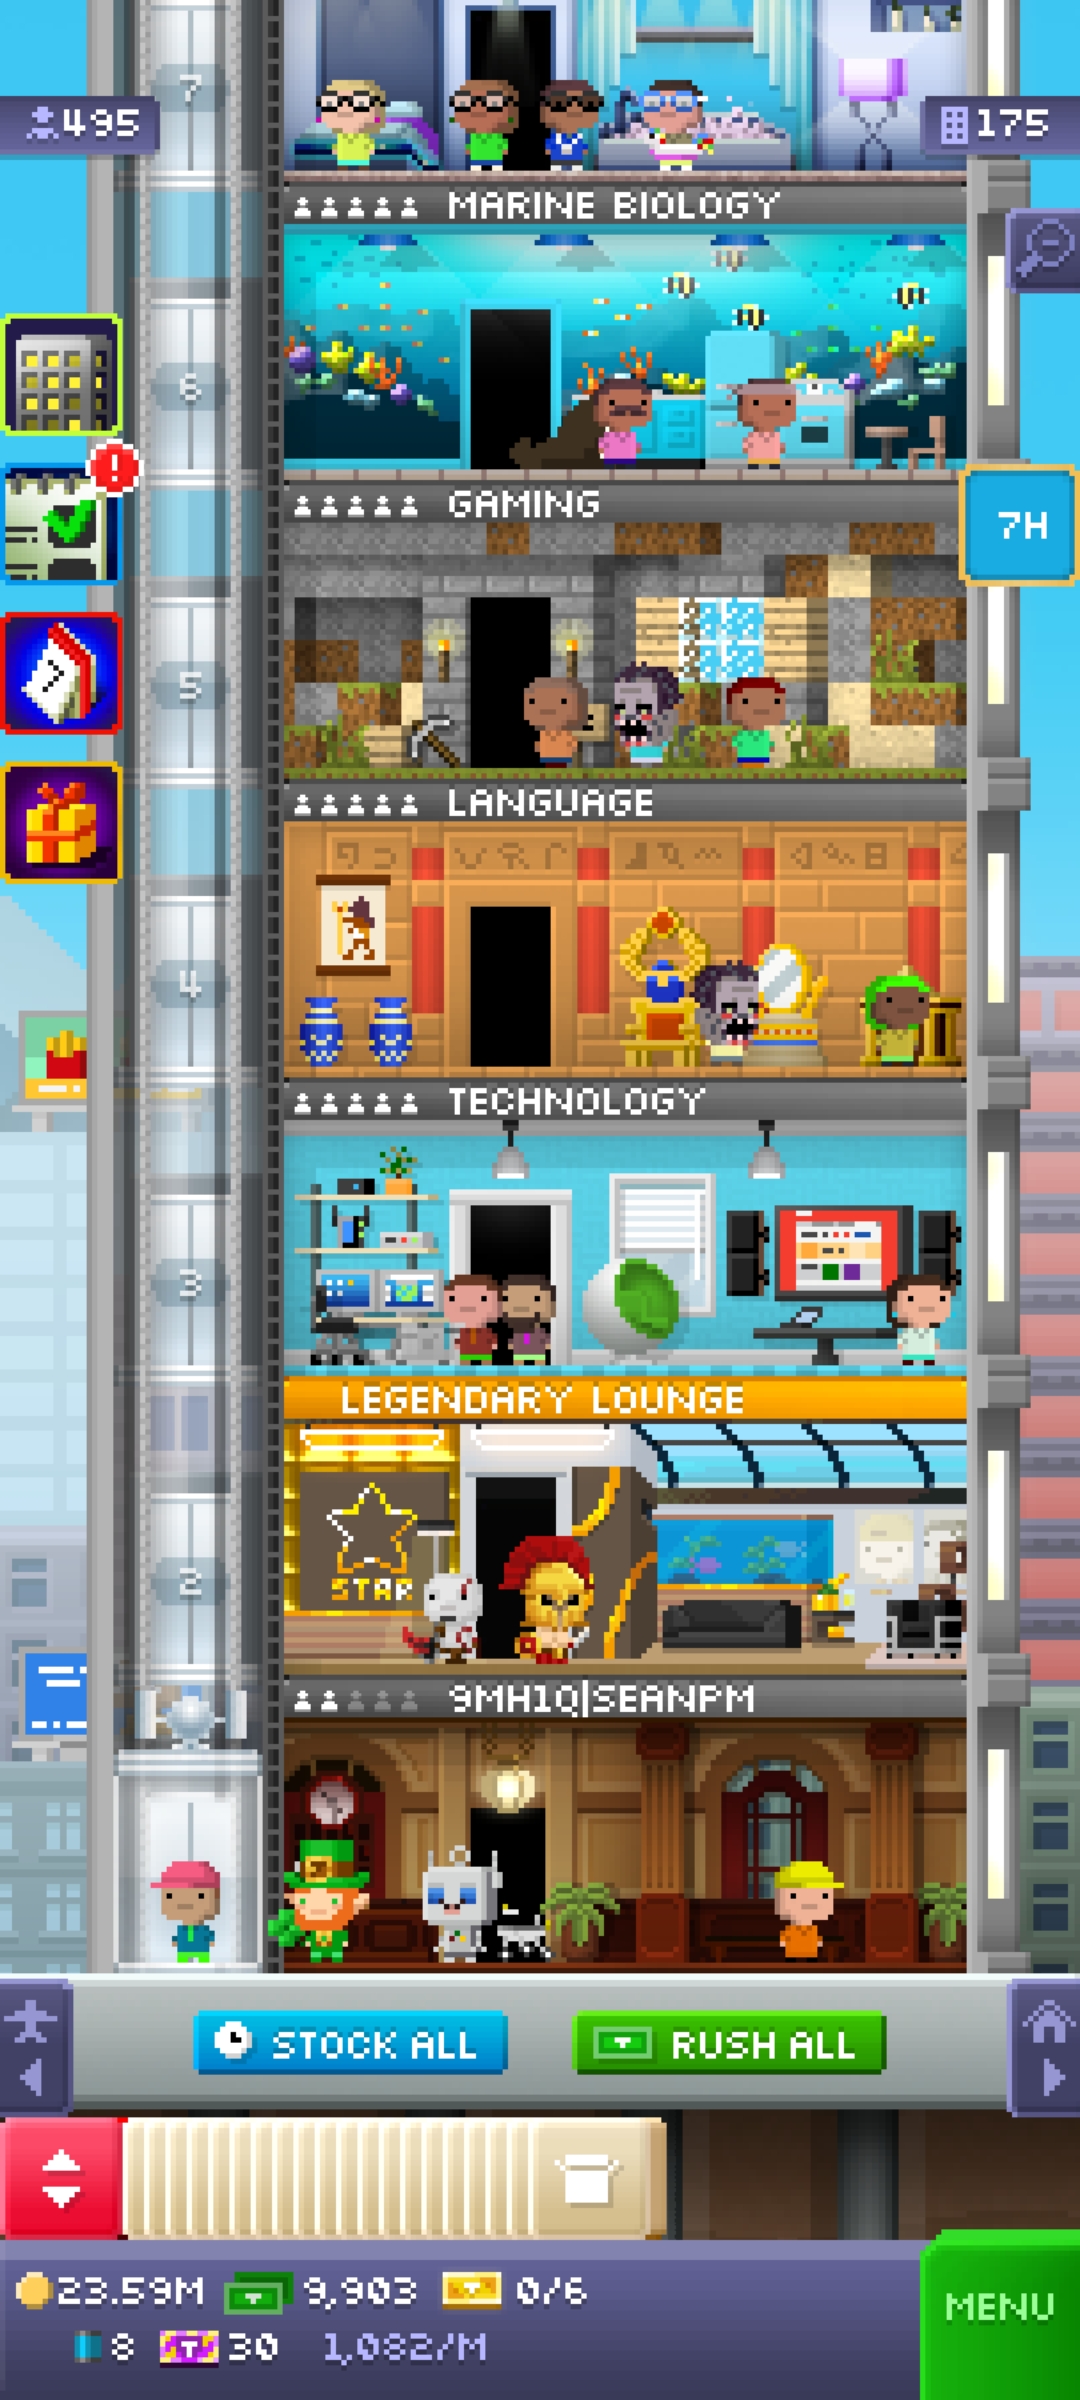 7
495
175
MARINE BIOLOGY
6
GAMING
7H
5
7
LANGUAGE
4
TECHNOLOGY
3
LEGENDARY LOUNGE
STAR
2
9MH1Q|SEANPM
STOCK ALL
RUSH ALL
23.59M 9,903 0/6
8 30 1,082/M
MENU